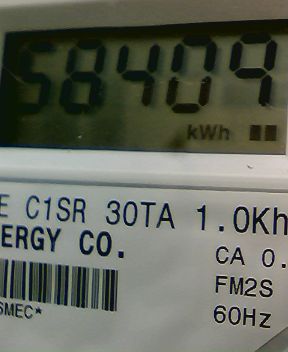 58409
kWh
E C1SR 30TA 1.0Kh
ERGY CO.
CA 0.
FM2S
60Hz
SMEC*